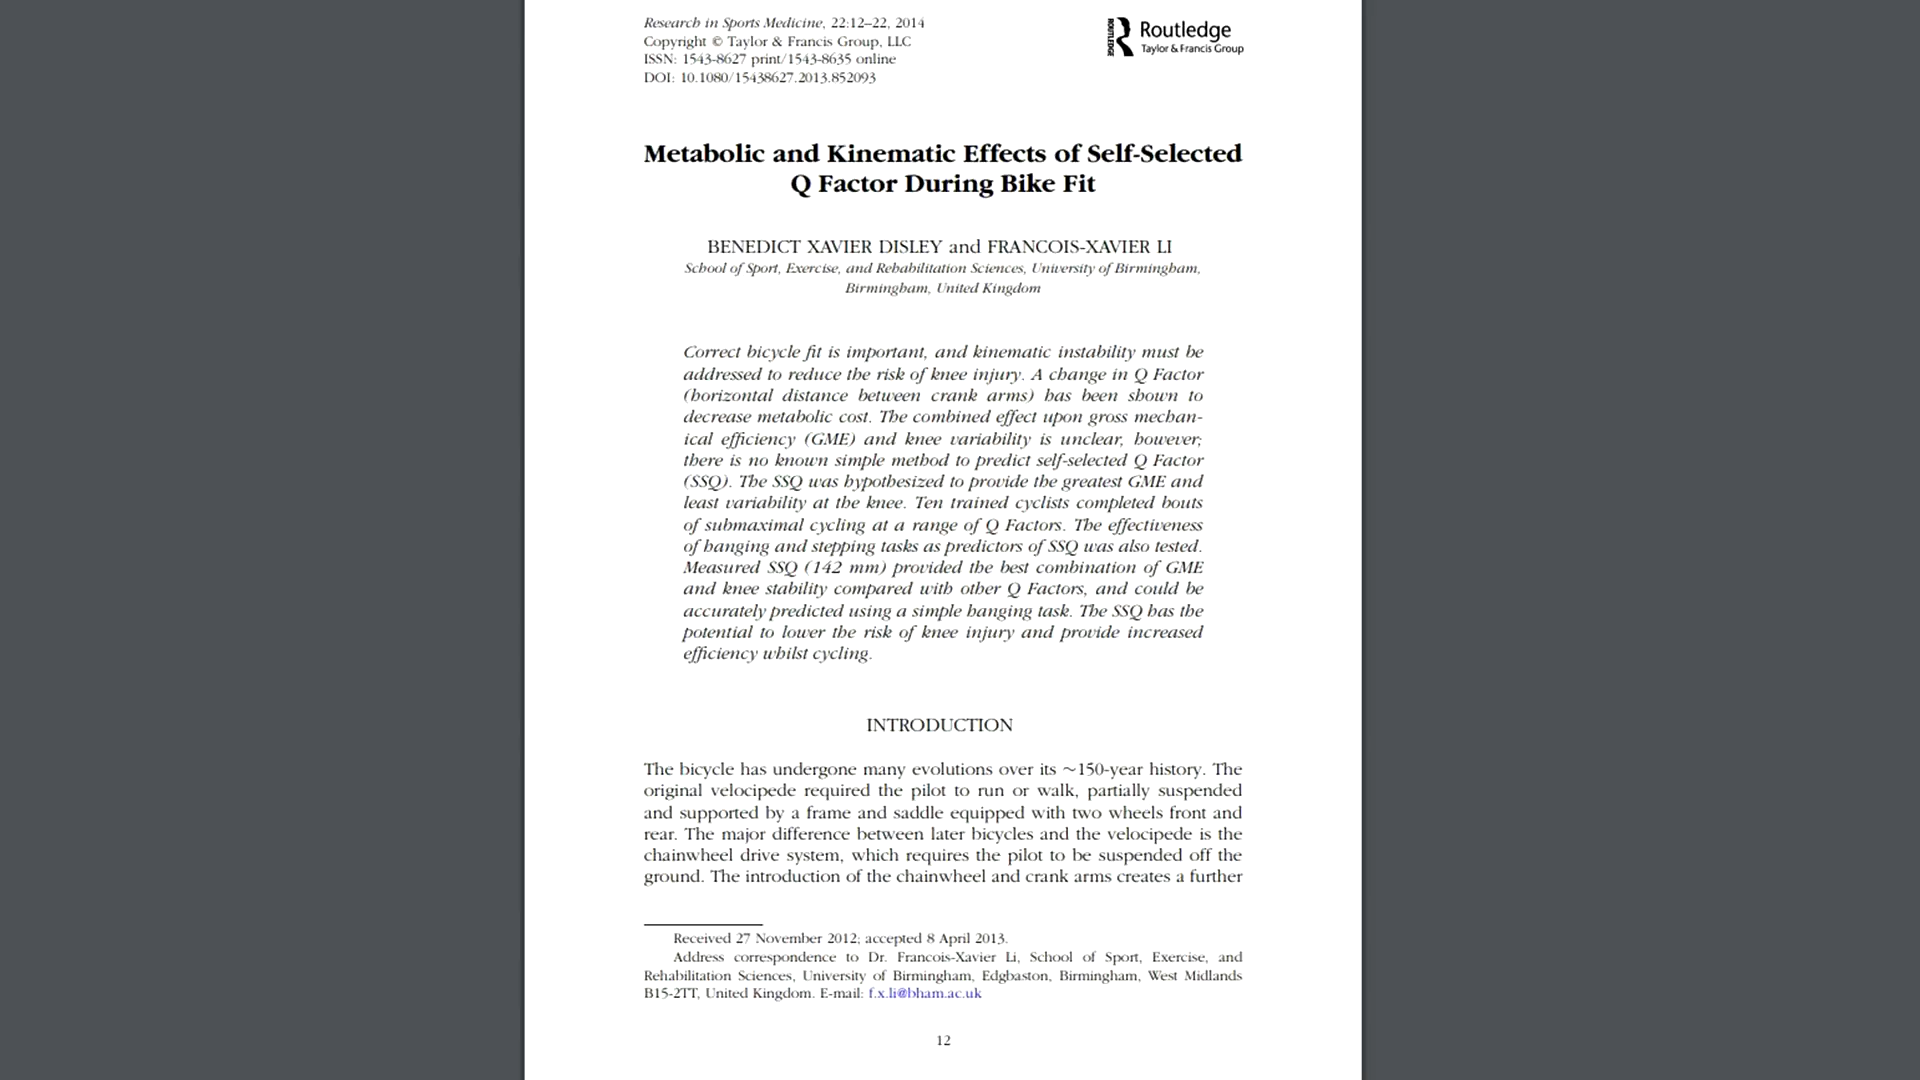 Research in Sports Medicine, 22:12–22, 2014
Copyright © Taylor & Francis Group, LLC
ISSN: 1543-8627 print/1543-8635 online
DOI: 10.1080/15438627.2013.852093
ROUTLEDGE
Routledge
Taylor & Francis Group
Metabolic and Kinematic Effects of Self-Selected
Q Factor During Bike Fit
BENEDICT XAVIER DISLEY and FRANCOIS-XAVIER LI
School of Sport, Exercise, and Rehabilitation Sciences, University of Birmingham,
Birmingham, United Kingdom
Correct bicycle fit is important, and kinematic instability must be
addressed to reduce the risk of knee injury. A change in Q Factor
(horizontal distance between crank arms) has been shown to
decrease metabolic cost. The combined effect upon gross mechan-
ical efficiency (GME) and knee variability is unclear, however;
there is no known simple method to predict self-selected Q Factor
(SSQ). The SSQ was hypothesized to provide the greatest GME and
least variability at the knee. Ten trained cyclists completed bouts
of submaximal cycling at a range of Q Factors. The effectiveness
of hanging and stepping tasks as predictors of SSQ was also tested.
Measured SSQ (142 mm) provided the best combination of GME
and knee stability compared with other Q Factors, and could be
accurately predicted using a simple hanging task. The SSQ has the
potential to lower the risk of knee injury and provide increased
efficiency whilst cycling.
INTRODUCTION
The bicycle has undergone many evolutions over its ~150-year history. The
original velocipede required the pilot to run or walk, partially suspended
and supported by a frame and saddle equipped with two wheels front and
rear. The major difference between later bicycles and the velocipede is the
chainwheel drive system, which requires the pilot to be suspended off the
ground. The introduction of the chainwheel and crank arms creates a further
Received 27 November 2012; accepted 8 April 2013.
Address correspondence to Dr. Francois-Xavier Li, School of Sport, Exercise, and
Rehabilitation Sciences, University of Birmingham, Edgbaston, Birmingham, West Midlands
B15-2TT, United Kingdom. E-mail: f.x.li@bham.ac.uk
12